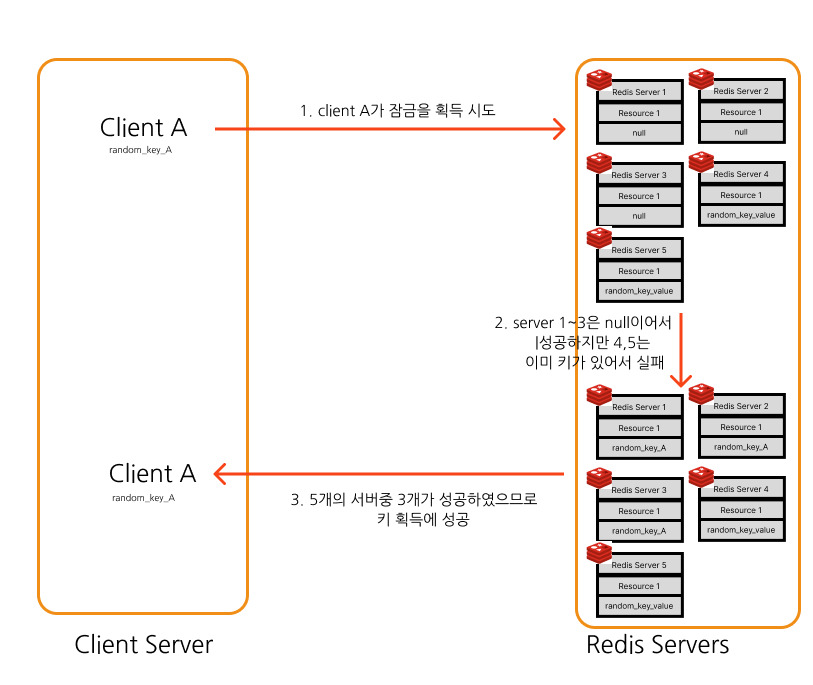 Client A
random_key_A
1. client A가 잠금을 획득 시도
Redis Server 1
Resource 1
null
Redis Server 2
Resource 1
null
Redis Server 3
Resource 1
null
Redis Server 4
Resource 1
random_key_value
Redis Server 5
Resource 1
random_key_value
2. server 1~3은 null이어서
|성공하지만 4,5는
이미 키가 있어서 실패
Redis Server 1
Resource 1
random_key_A
Redis Server 2
Resource 1
random_key_A
Redis Server 3
Resource 1
random_key_A
Redis Server 4
Resource 1
random_key_value
Redis Server 5
Resource 1
random_key_value
Client A
random_key_A
3. 5개의 서버중 3개가 성공하였으므로
키 획득에 성공
Client Server
Redis Servers